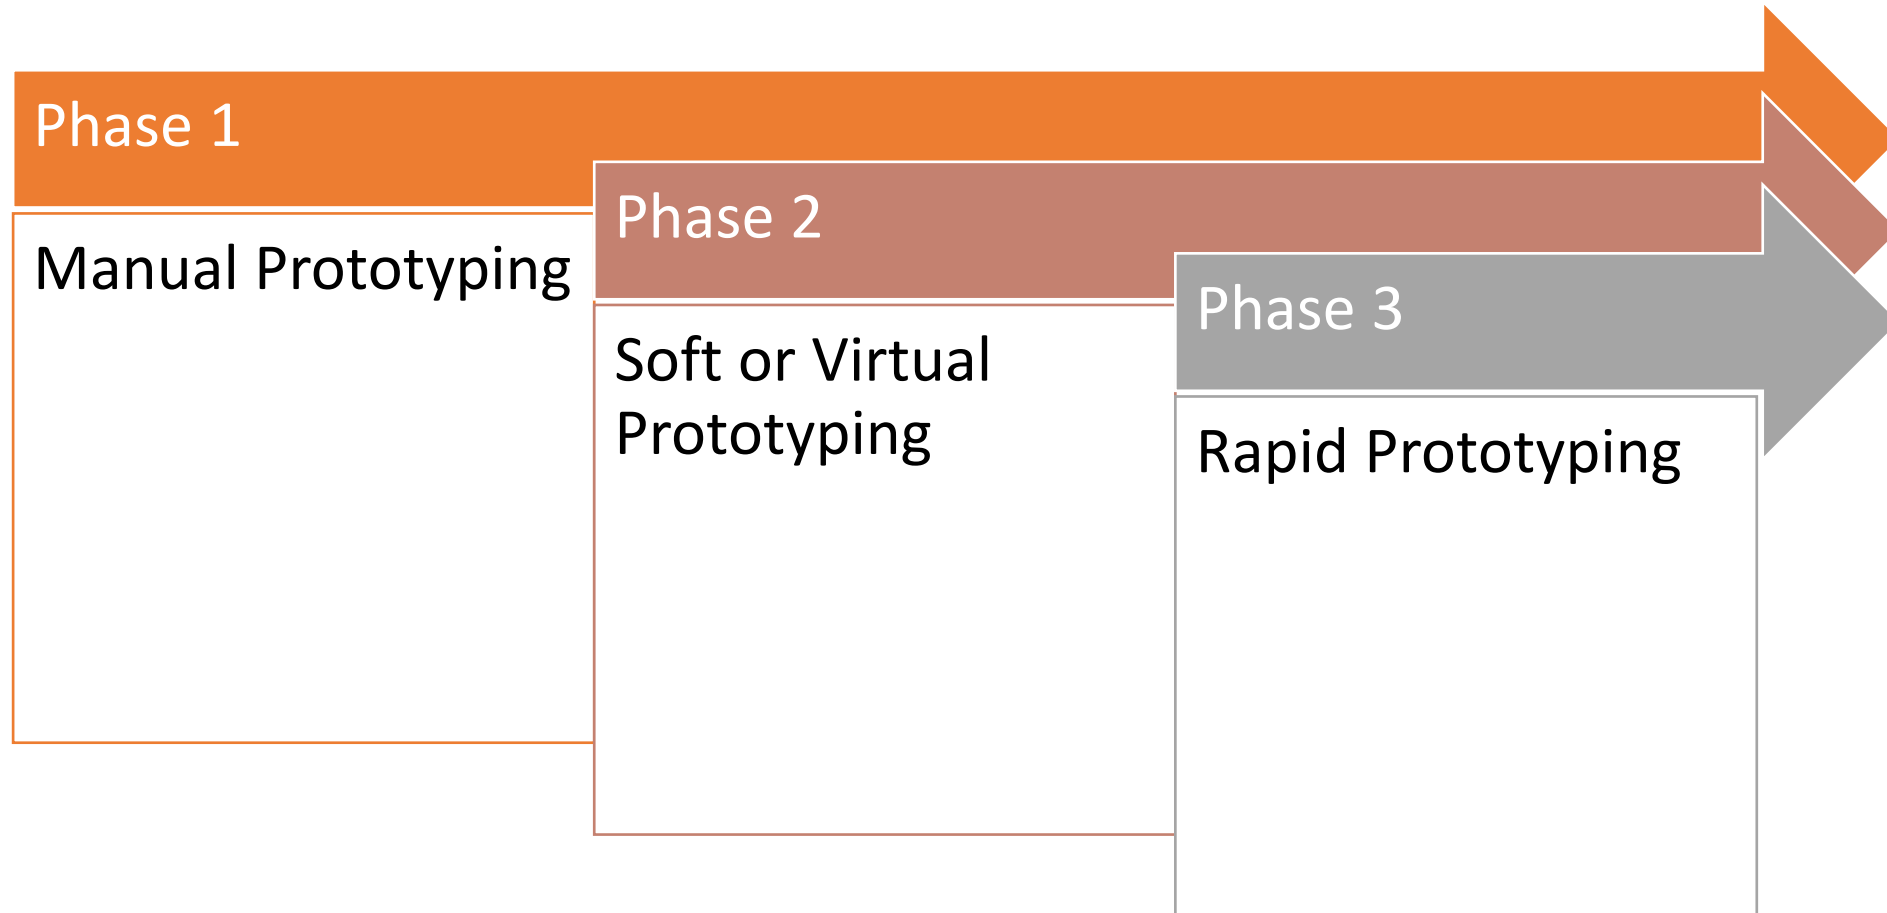 Phase 1
Manual Prototyping
Phase 2
Soft or Virtual
Prototyping
Phase 3
Rapid Prototyping